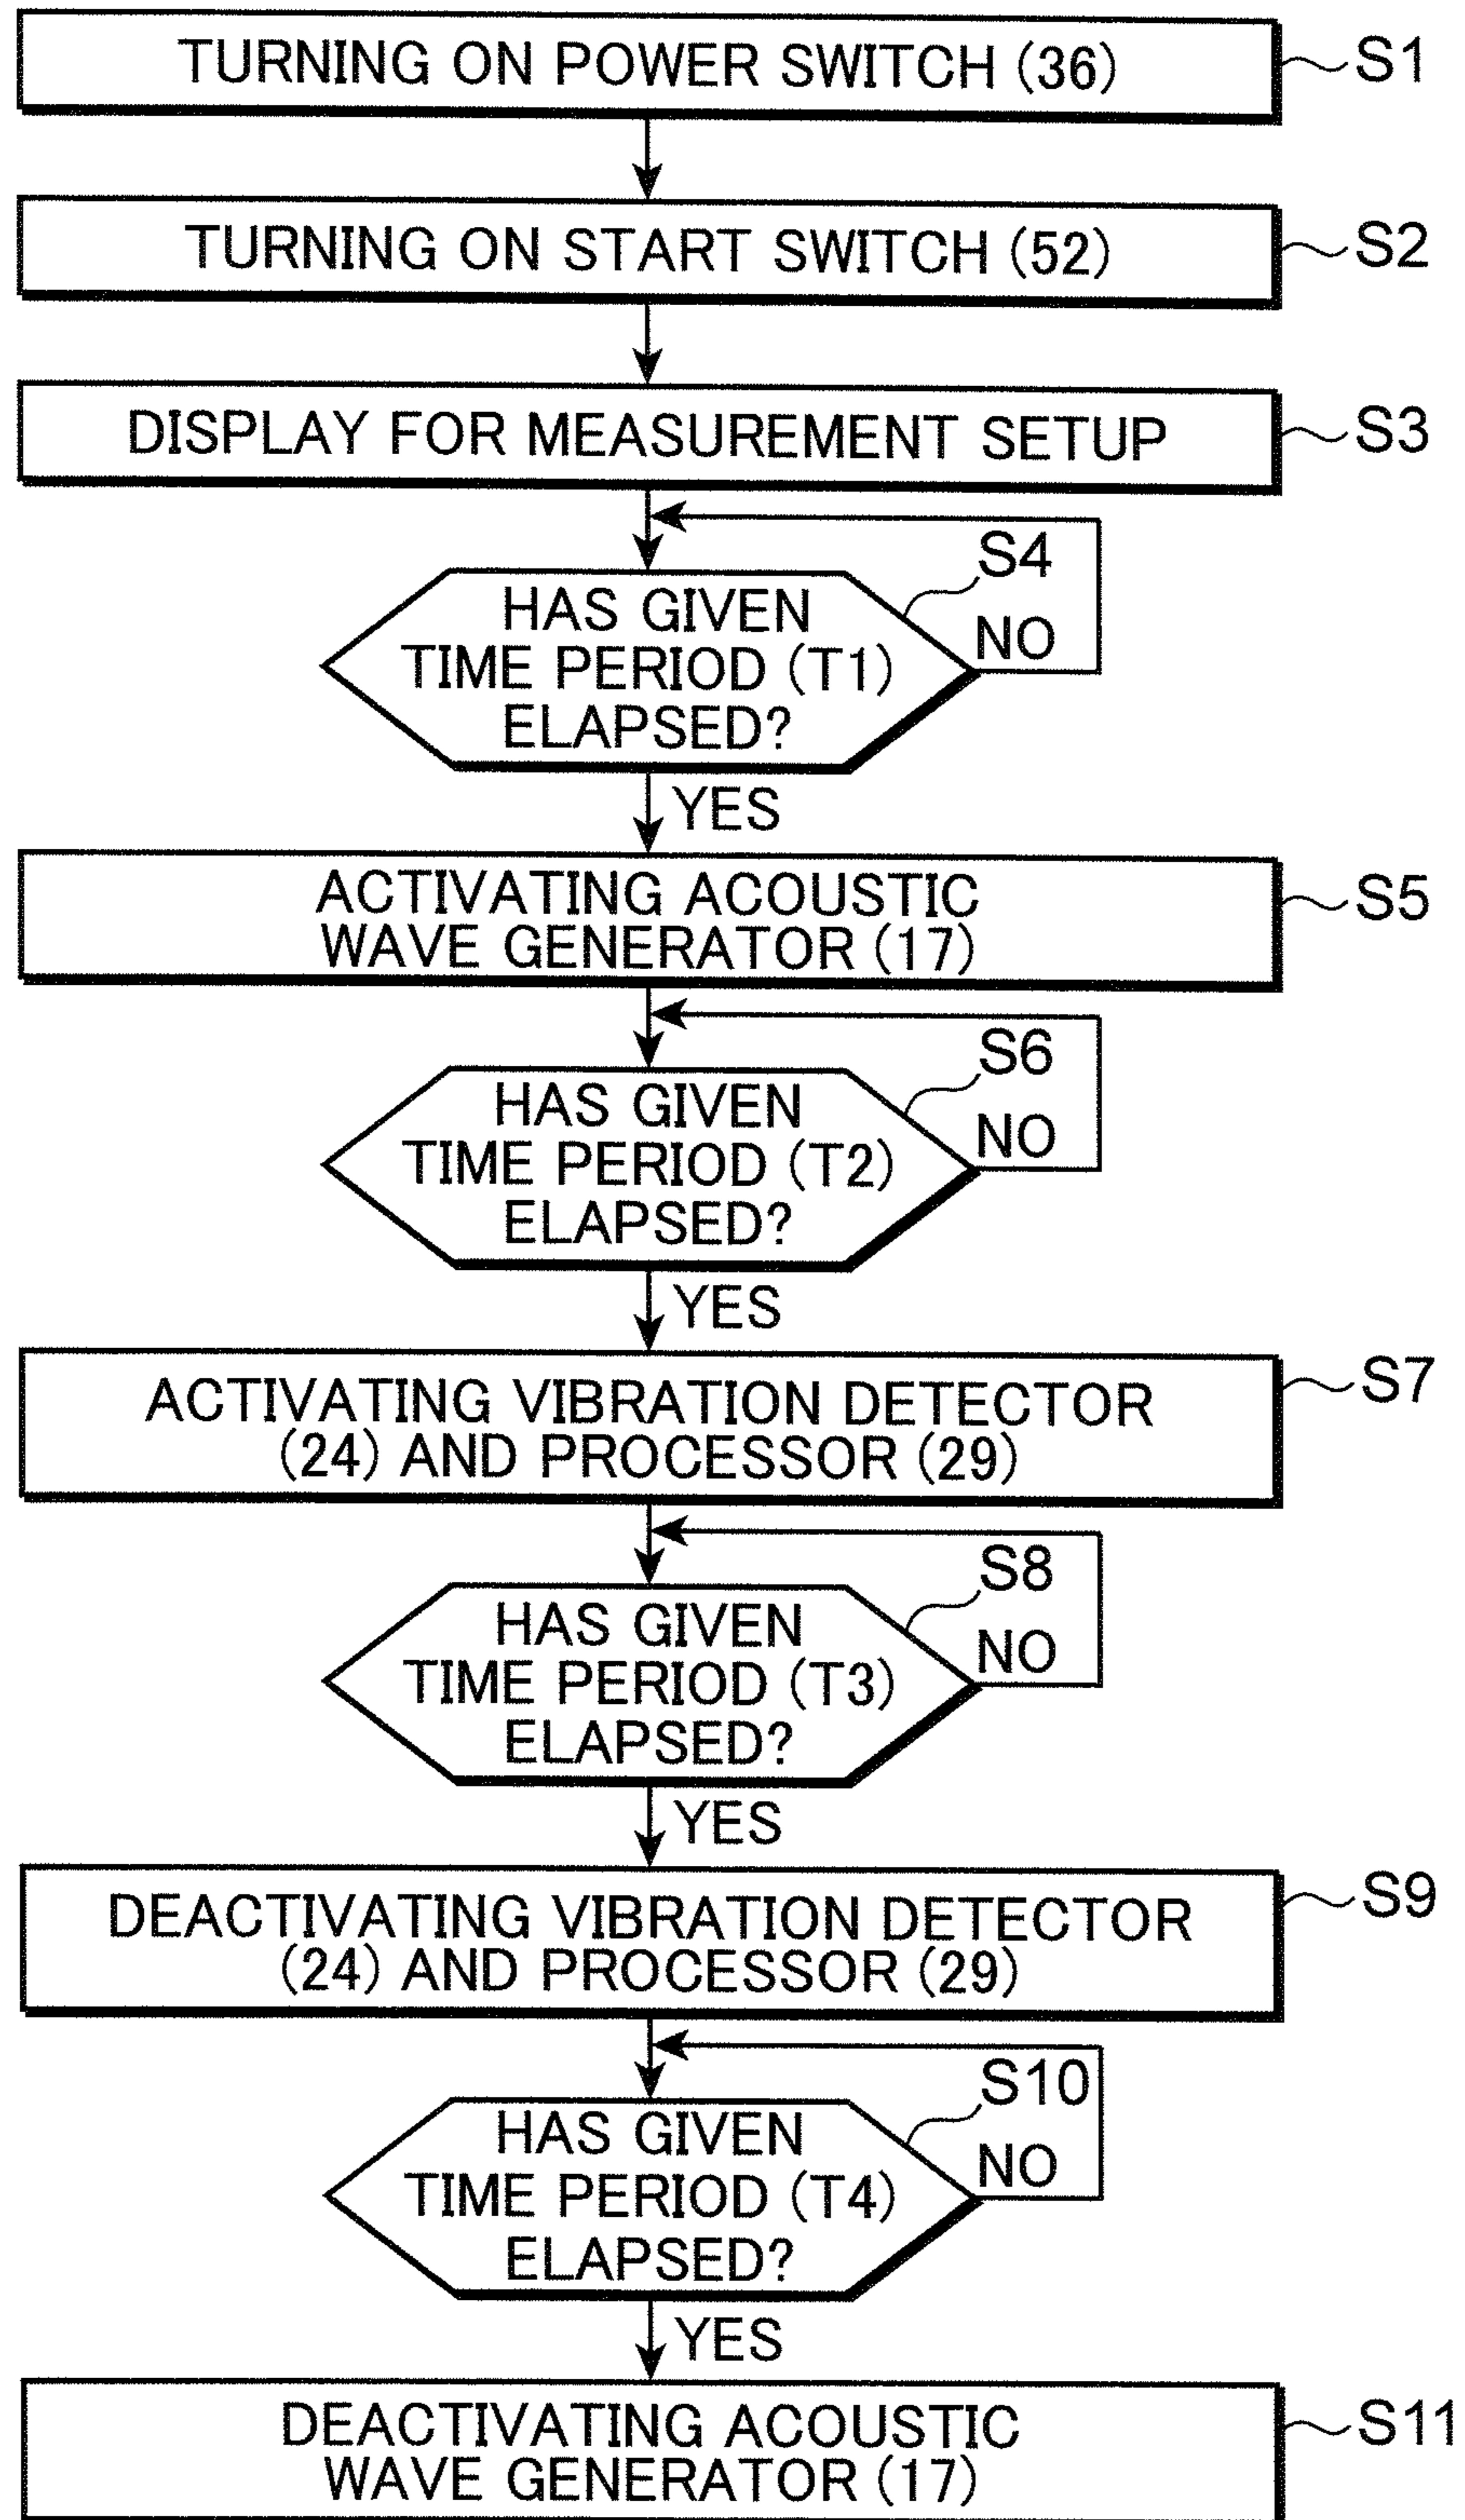 TURNING ON POWER SWITCH (36)
S1
TURNING ON START SWITCH (52)
S2
DISPLAY FOR MEASUREMENT SETUP
S3
S4
HAS GIVEN
TIME PERIOD (T1)
ELAPSED?
NO
YES
ACTIVATING ACOUSTIC
WAVE GENERATOR (17)
S5
S6
HAS GIVEN
TIME PERIOD (T2)
ELAPSED?
NO
YES
ACTIVATING VIBRATION DETECTOR
(24) AND PROCESSOR (29)
S7
S8
HAS GIVEN
TIME PERIOD (T3)
ELAPSED?
NO
YES
DEACTIVATING VIBRATION DETECTOR
(24) AND PROCESSOR (29)
S9
S10
HAS GIVEN
TIME PERIOD (T4)
ELAPSED?
NO
YES
DEACTIVATING ACOUSTIC
WAVE GENERATOR (17)
S11